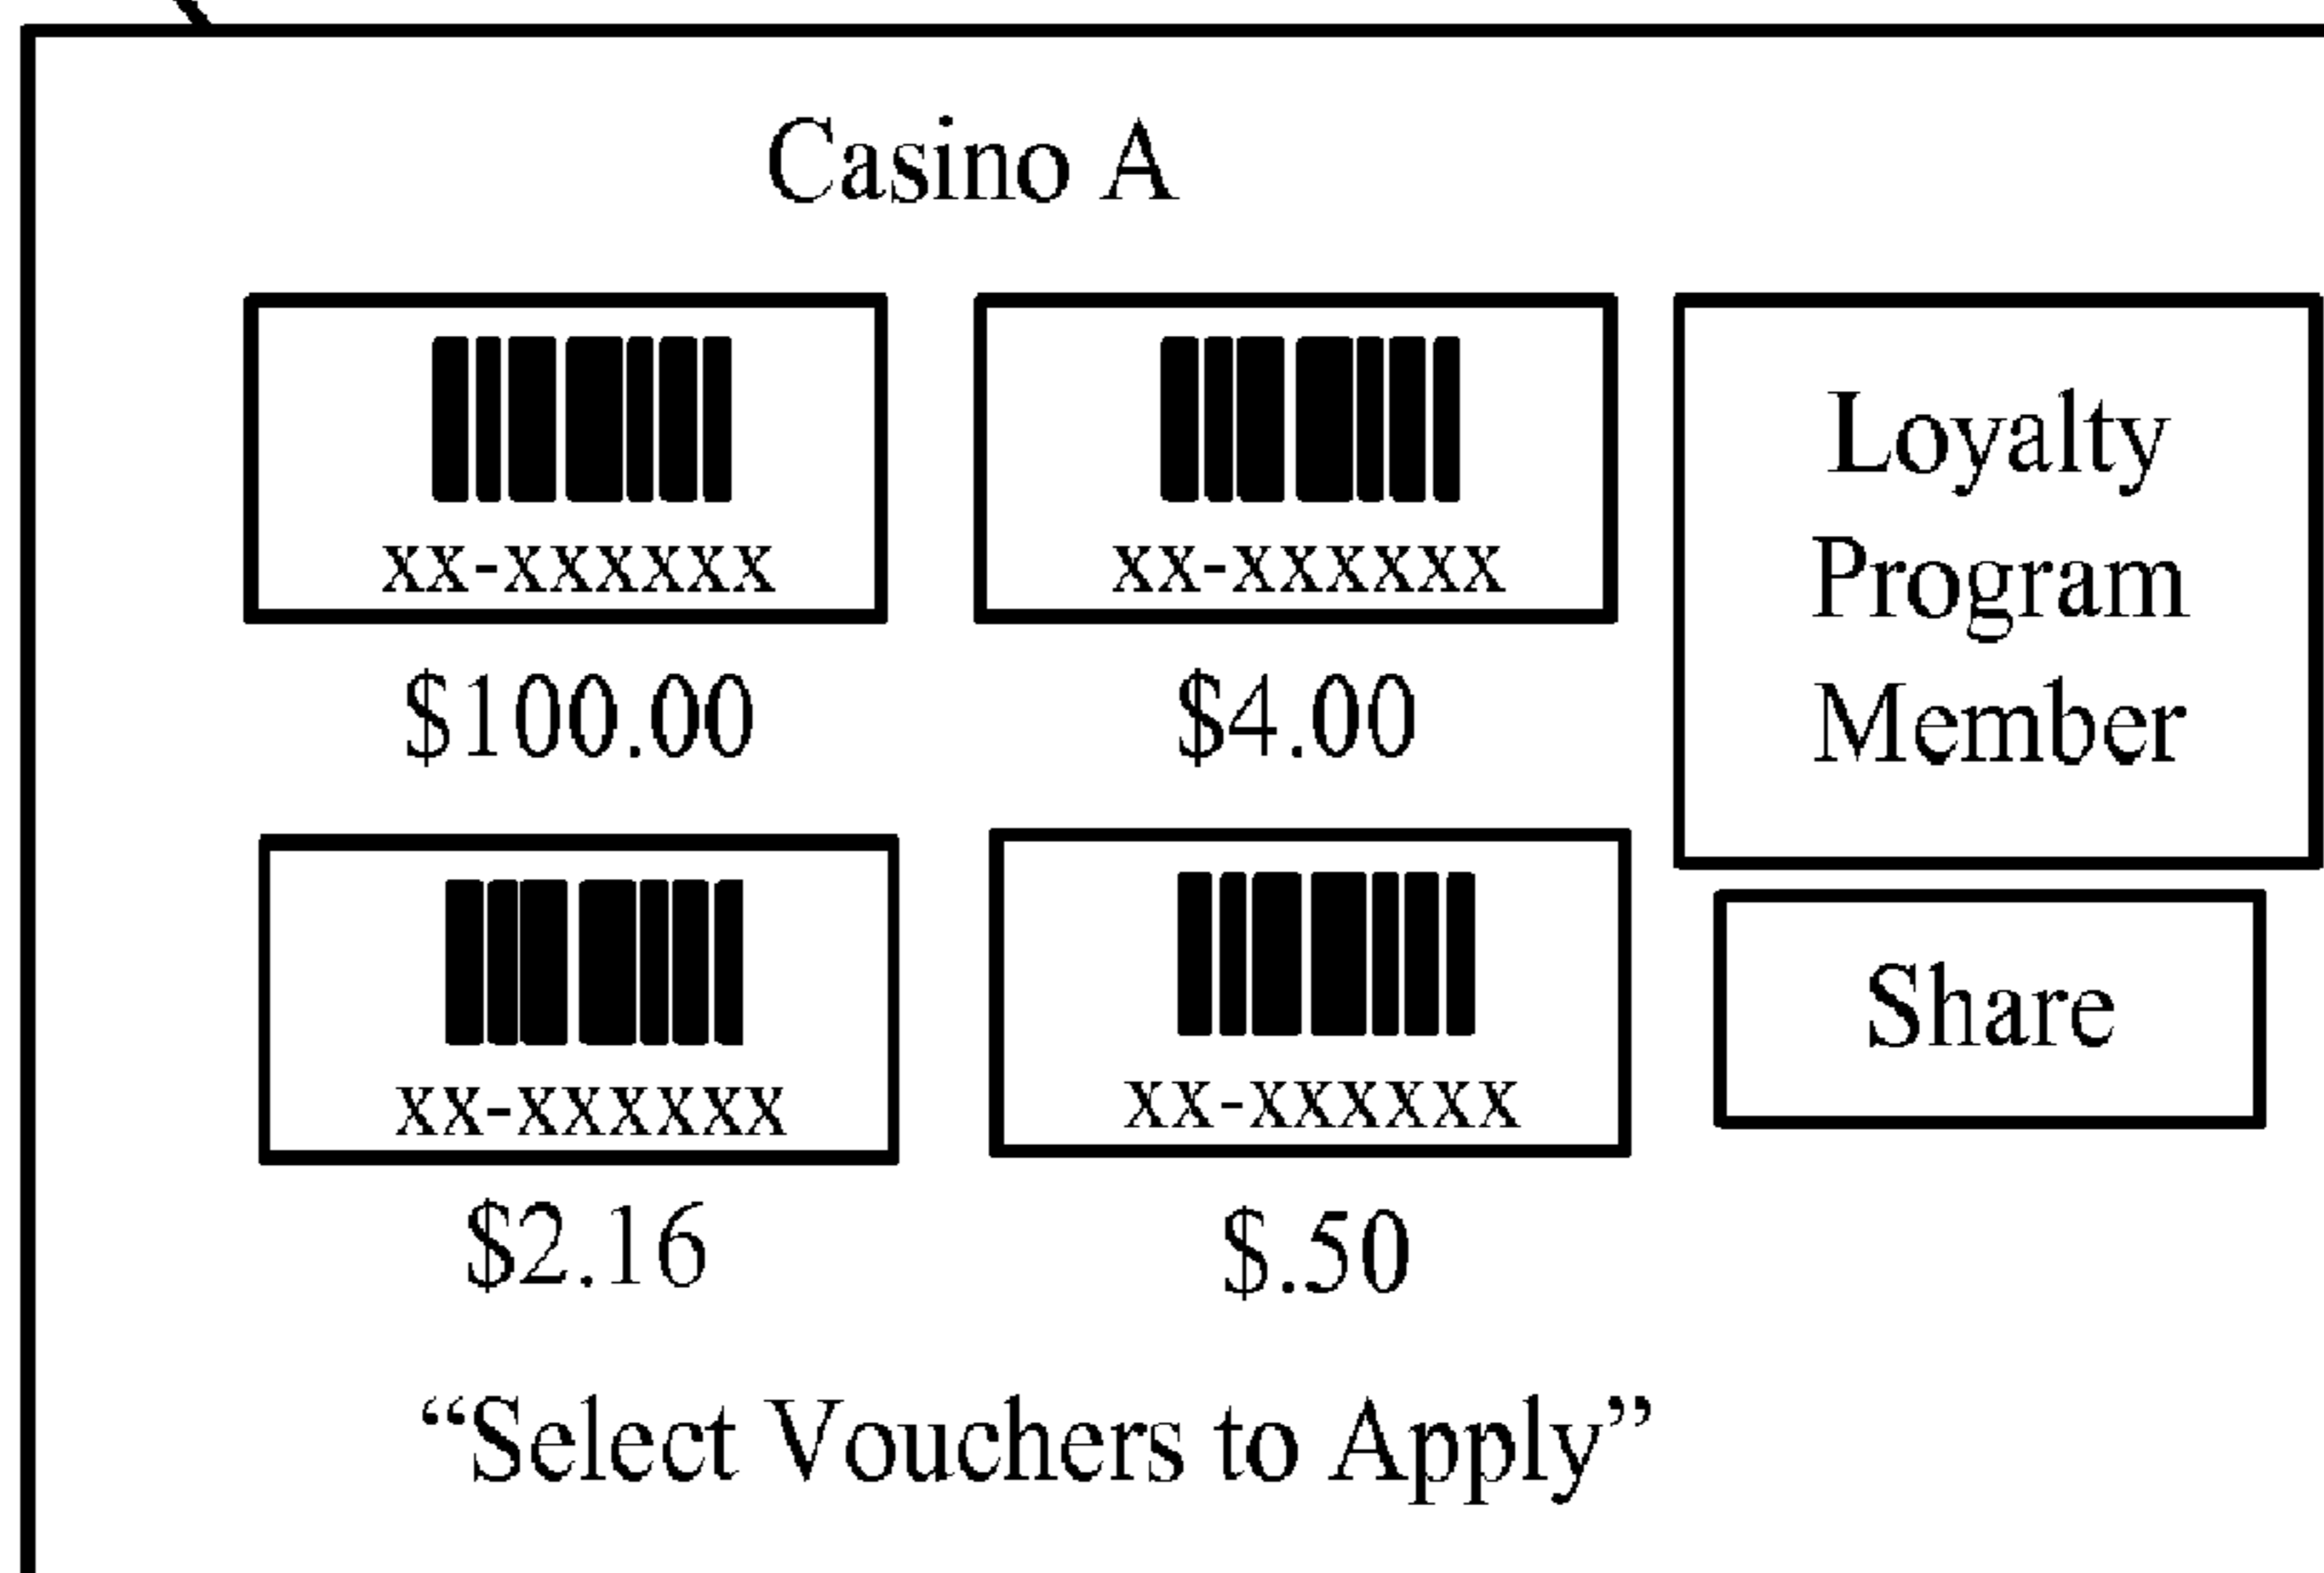 Casino A
xx-xxxxxx
xx-xxxxxx
$100.00
$4.00
xx-xxxxxx
xx-xxxxxx
$2.16
$.50
Loyalty
Program
Member
Share
“Select Vouchers to Apply”